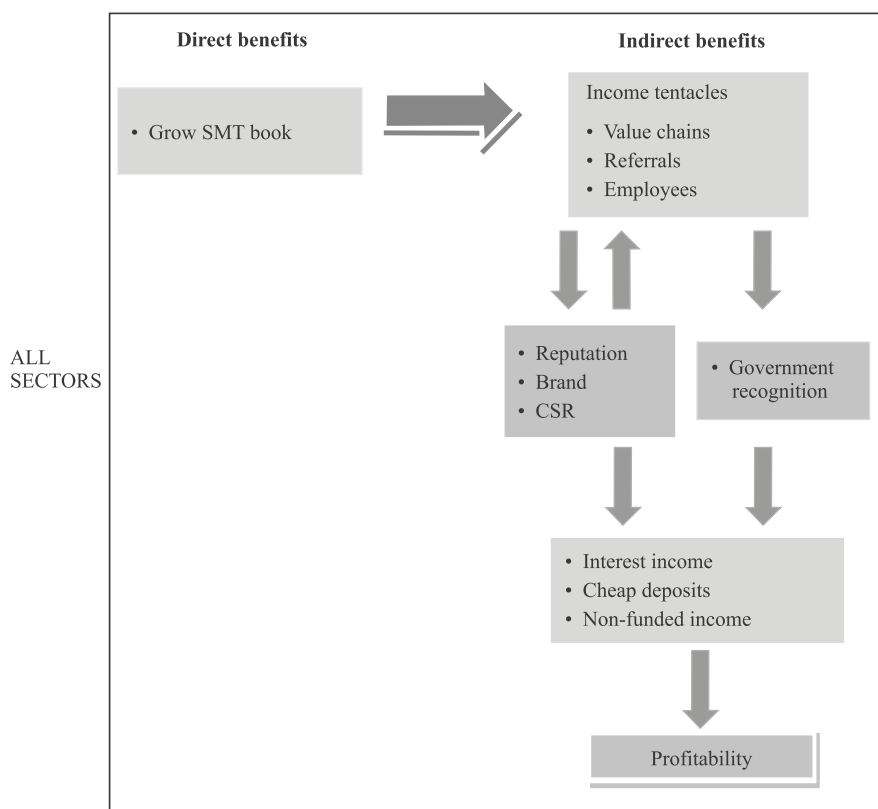 Direct benefits
Indirect benefits
• Grow SMT book
Income tentacles
• Value chains
• Referrals
• Employees
ALL
SECTORS
• Reputation
• Brand
• CSR
• Government
recognition
• Interest income
• Cheap deposits
• Non-funded income
Profitability